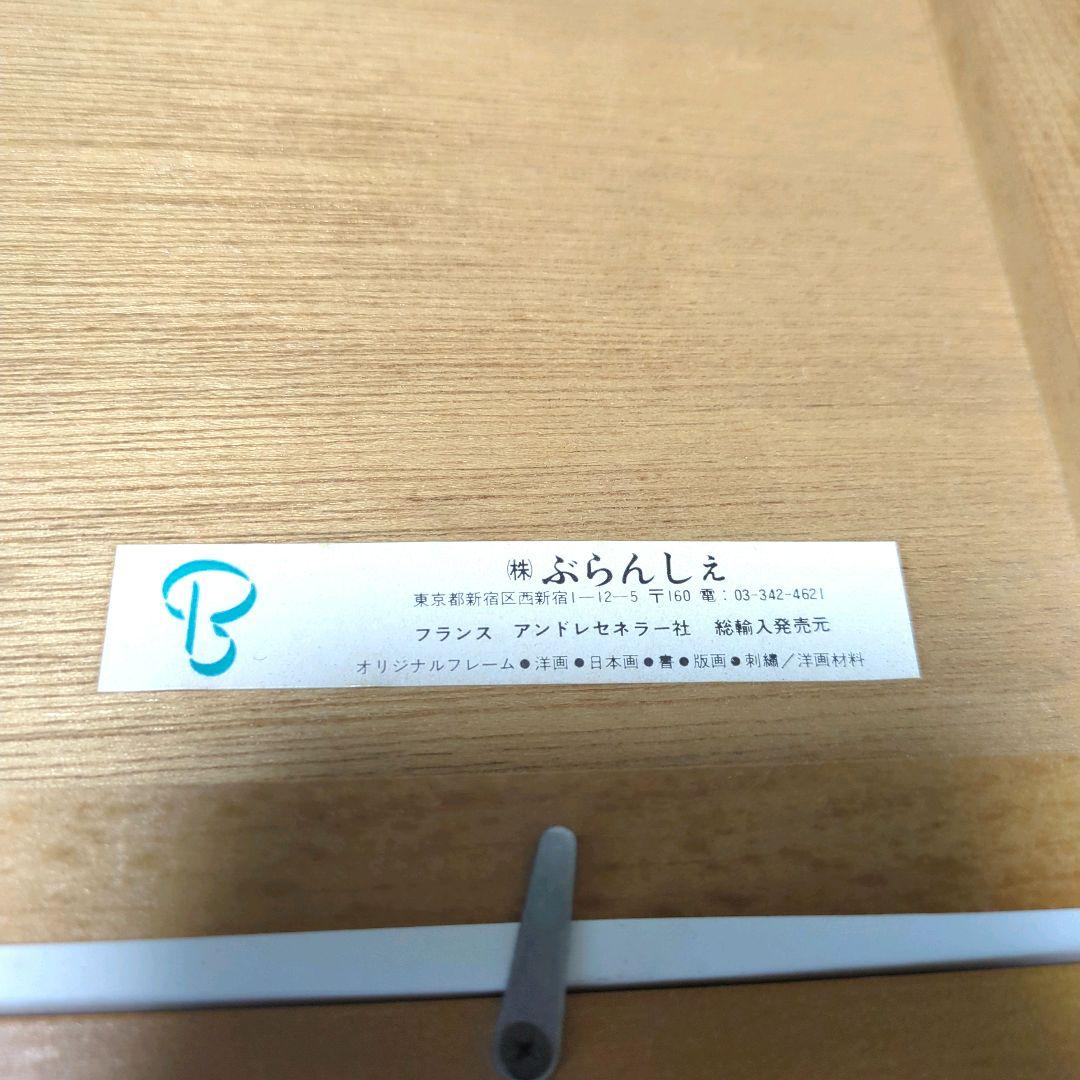 ㈱ ぶらんしぇ
東京都新宿区西新宿1―12―5 〒160 電：03-342-4621
フランス アンドレセネラー社 総輸入発売元
オリジナルフレーム●洋画●日本画●書●版画●刺繡／洋画材料
B